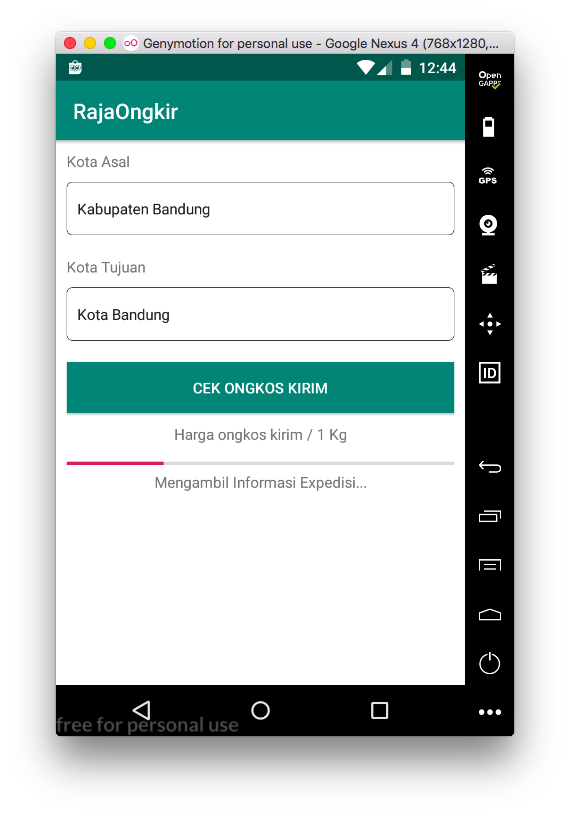 Genymotion for personal use - Google Nexus 4 (768x1280,...
12:44
Open
GAPPS
RajaOngkir
Kota Asal
GPS
Kabupaten Bandung
Kota Tujuan
Kota Bandung
ID
CEK ONGKOS KIRIM
Harga ongkos kirim / 1 Kg
Mengambil Informasi Expedisi...
free for personal use